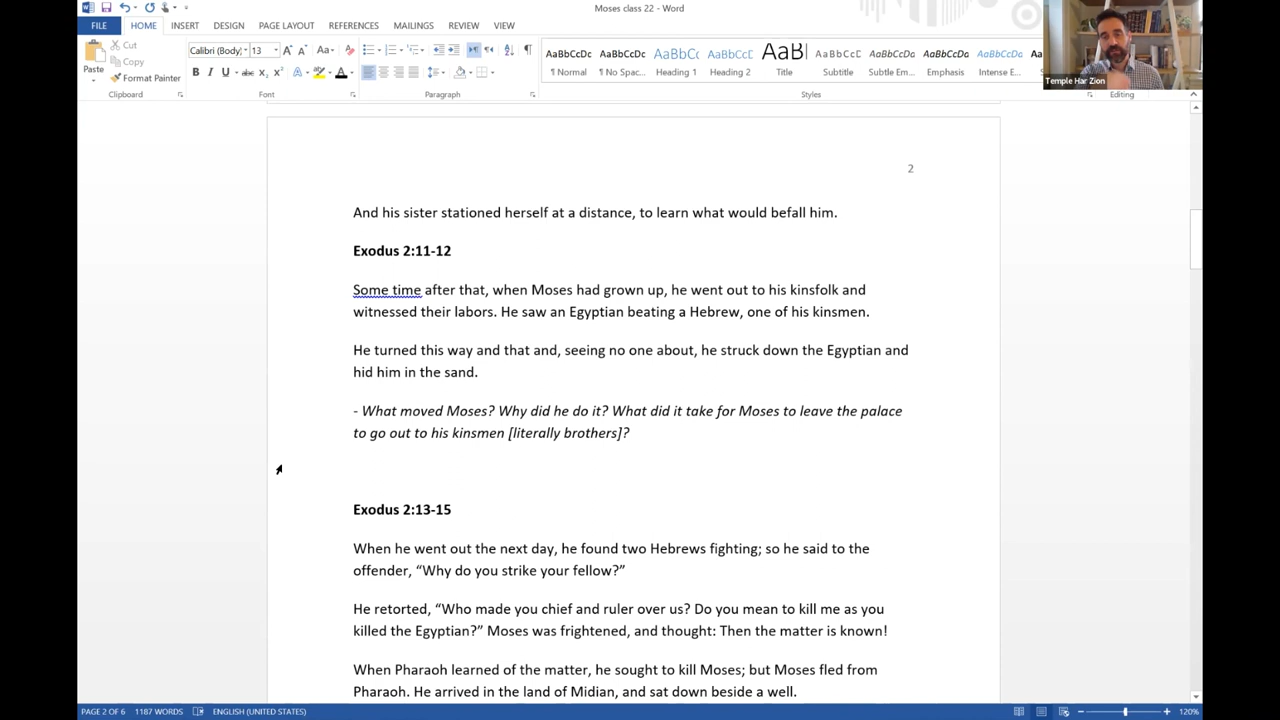 Moses class 22 - Word
FILE HOME INSERT DESIGN PAGE LAYOUT REFERENCES MAILINGS REVIEW VIEW
Paste
Cut
Copy
Format Painter
Clipboard
Calibri (Body) 13
Font
Paragraph
AaBbCcDc AaBbCcDc AaBbCc AaBbCcC AaB AaBbCcC AaBbCcDc AaBbCcDc AaBbCcDc
¶ Normal ¶ No Spac... Heading 1 Heading 2 Title Subtitle Subtle Em... Emphasis Intense E...
Styles
Editing
Temple Har Zion
2
And his sister stationed herself at a distance, to learn what would befall him.
Exodus 2:11-12
Some time after that, when Moses had grown up, he went out to his kinsfolk and
witnessed their labors. He saw an Egyptian beating a Hebrew, one of his kinsmen.
He turned this way and that and, seeing no one about, he struck down the Egyptian and
hid him in the sand.
- What moved Moses? Why did he do it? What did it take for Moses to leave the palace
to go out to his kinsmen [literally brothers]?
Exodus 2:13-15
When he went out the next day, he found two Hebrews fighting; so he said to the
offender, “Why do you strike your fellow?”
He retorted, “Who made you chief and ruler over us? Do you mean to kill me as you
killed the Egyptian?” Moses was frightened, and thought: Then the matter is known!
When Pharaoh learned of the matter, he sought to kill Moses; but Moses fled from
Pharaoh. He arrived in the land of Midian, and sat down beside a well.
PAGE 2 OF 6 1187 WORDS ENGLISH (UNITED STATES) 120%